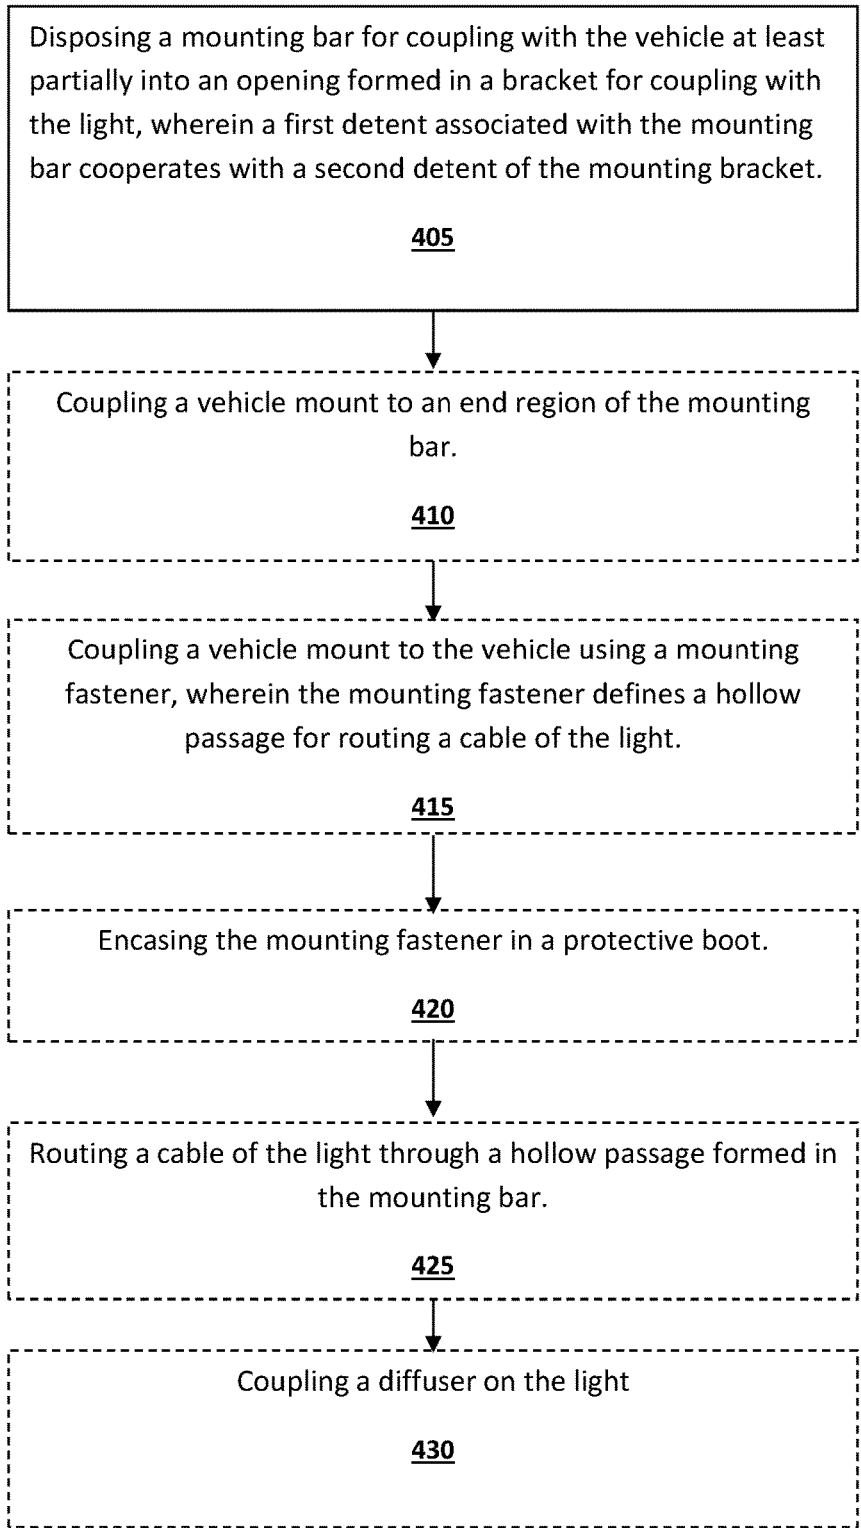 Disposing a mounting bar for coupling with the vehicle at least
partially into an opening formed in a bracket for coupling with
the light, wherein a first detent associated with the mounting
bar cooperates with a second detent of the mounting bracket.
405
Coupling a vehicle mount to an end region of the mounting
bar.
410
Coupling a vehicle mount to the vehicle using a mounting
fastener, wherein the mounting fastener defines a hollow
passage for routing a cable of the light.
415
Encasing the mounting fastener in a protective boot.
420
Routing a cable of the light through a hollow passage formed in
the mounting bar.
425
Coupling a diffuser on the light
430